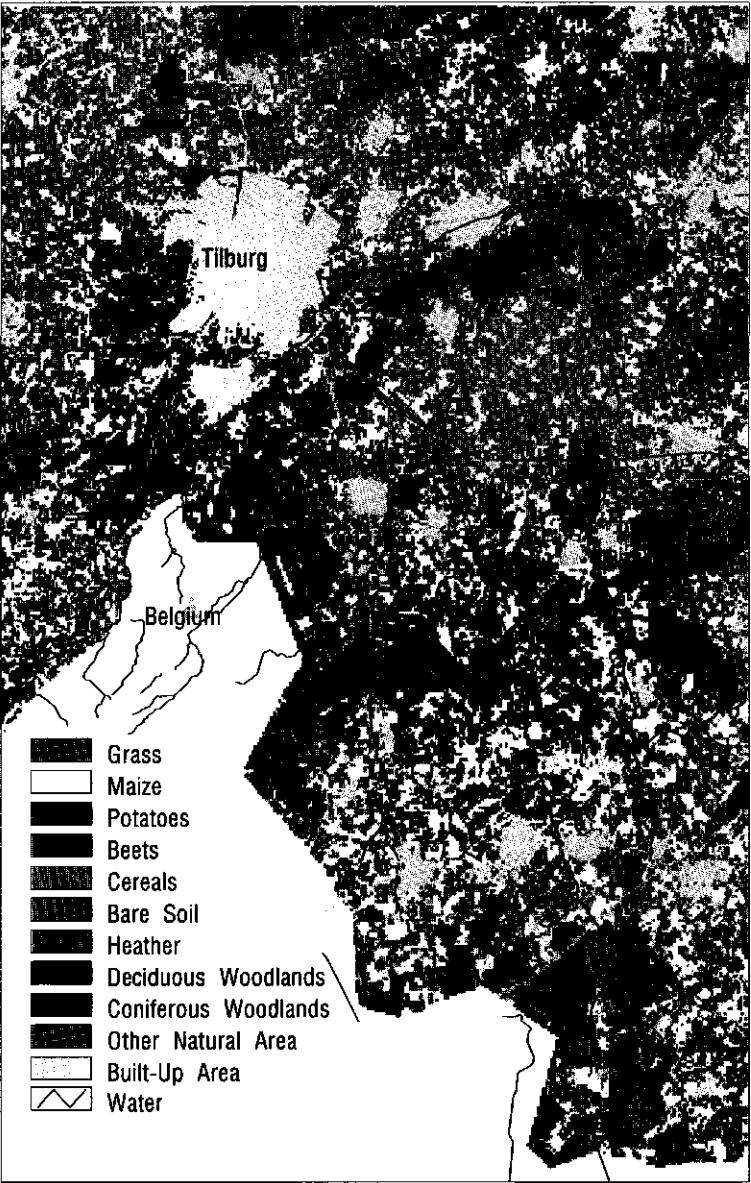 Tilburg
Belgium
Grass
Maize
Potatoes
Beets
Cereals
Bare Soil
Heather
Deciduous Woodlands
Coniferous Woodlands
Other Natural Area
Built-Up Area
Water